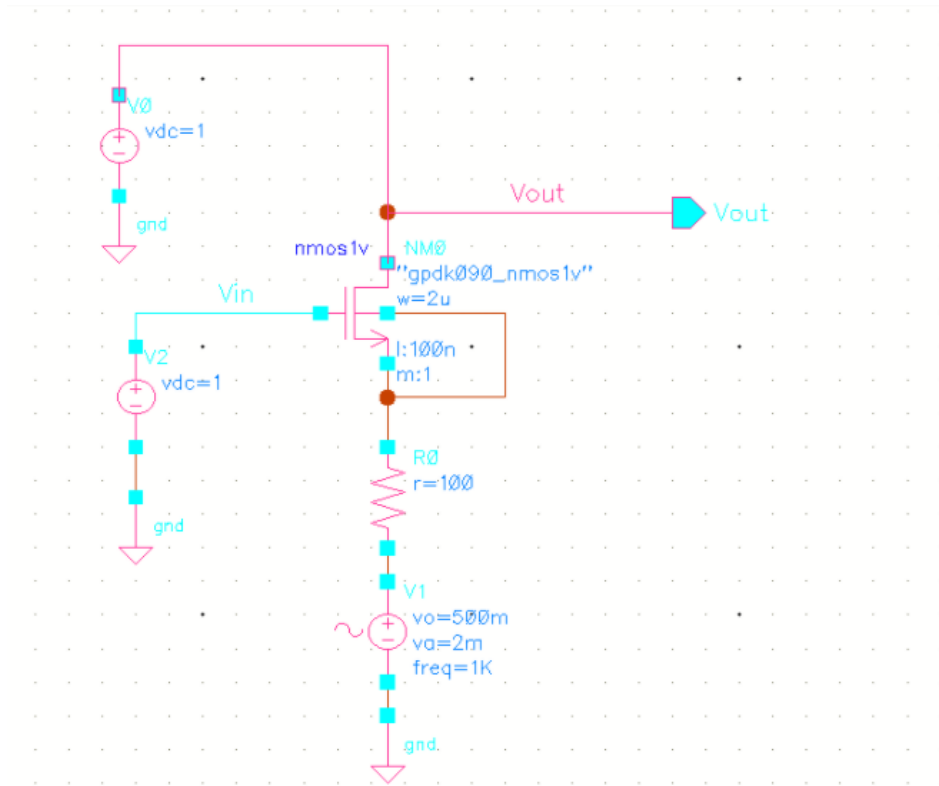 V0
vdc=1
gnd
Vout
Vout
nmos1v
NM0
"gpdk090_nmos1v"
w=2u
l:100n
m:1
Vin
V2
vdc=1
gnd
R0
r=100
V1
vo=500m
va=2m
freq=1K
gnd